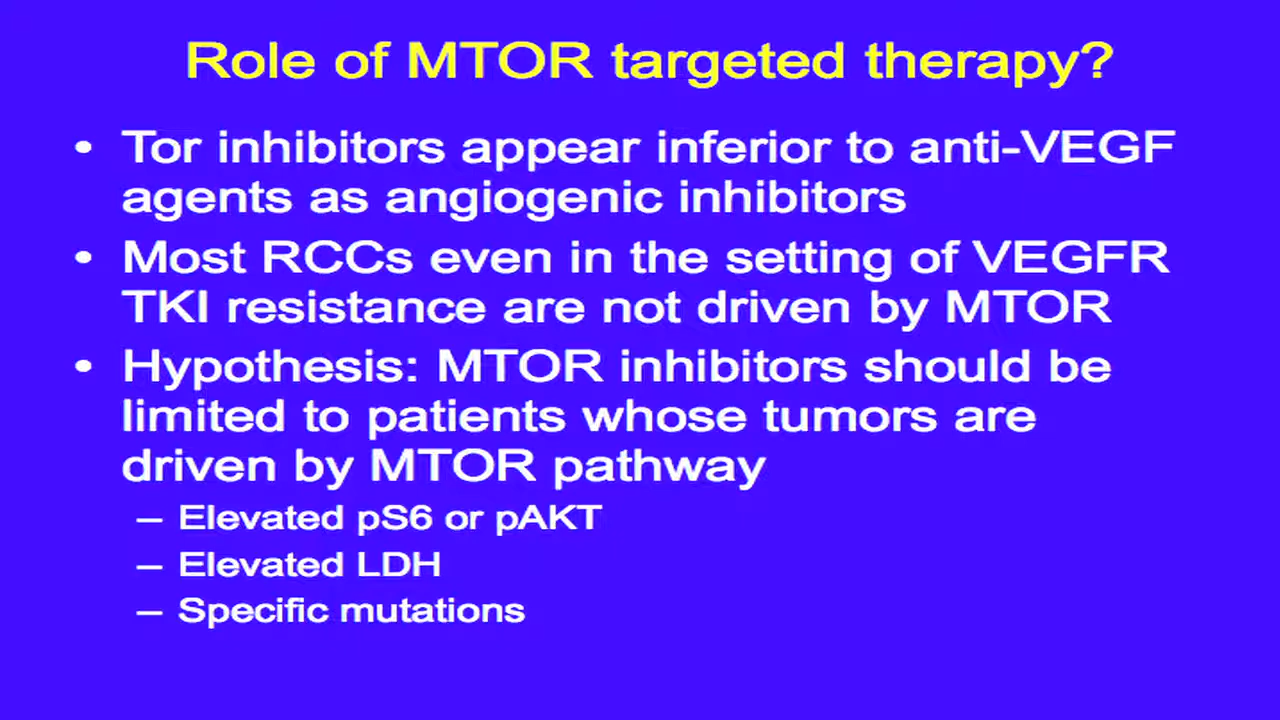 Role of MTOR targeted therapy?
• Tor inhibitors appear inferior to anti-VEGF
agents as angiogenic inhibitors
• Most RCCs even in the setting of VEGFR
TKI resistance are not driven by MTOR
• Hypothesis: MTOR inhibitors should be
limited to patients whose tumors are
driven by MTOR pathway
– Elevated pS6 or pAKT
– Elevated LDH
– Specific mutations